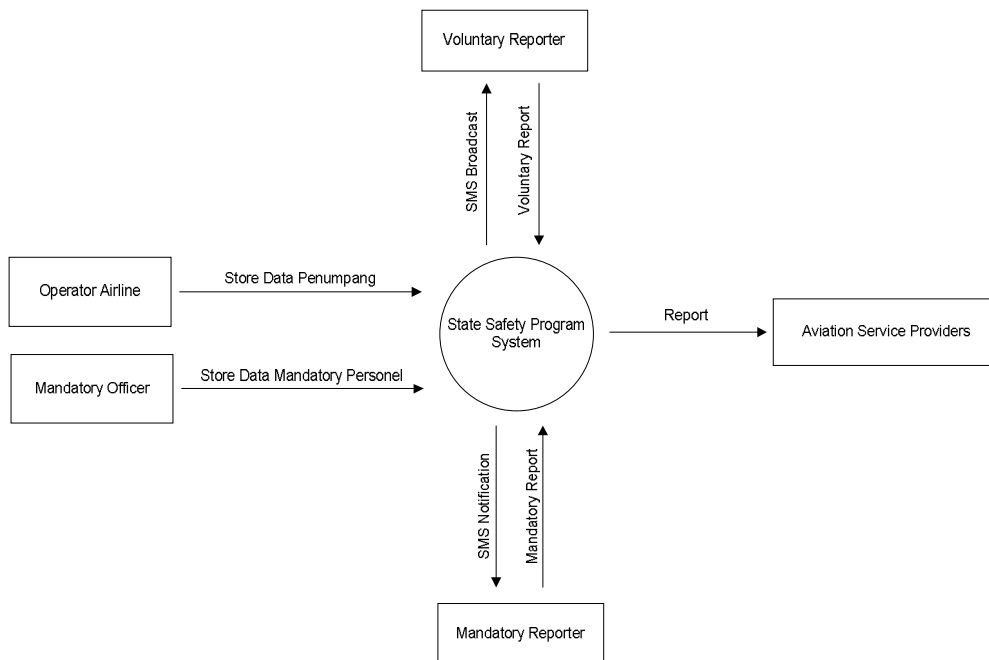 Voluntary Reporter
SMS Broadcast
Voluntary Report
Operator Airline
Store Data Penumpang
State Safety Program
System
Report
Aviation Service Providers
Mandatory Officer
Store Data Mandatory Personel
SMS Notification
Mandatory Report
Mandatory Reporter